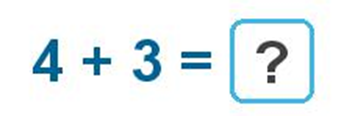 4 + 3 = ?